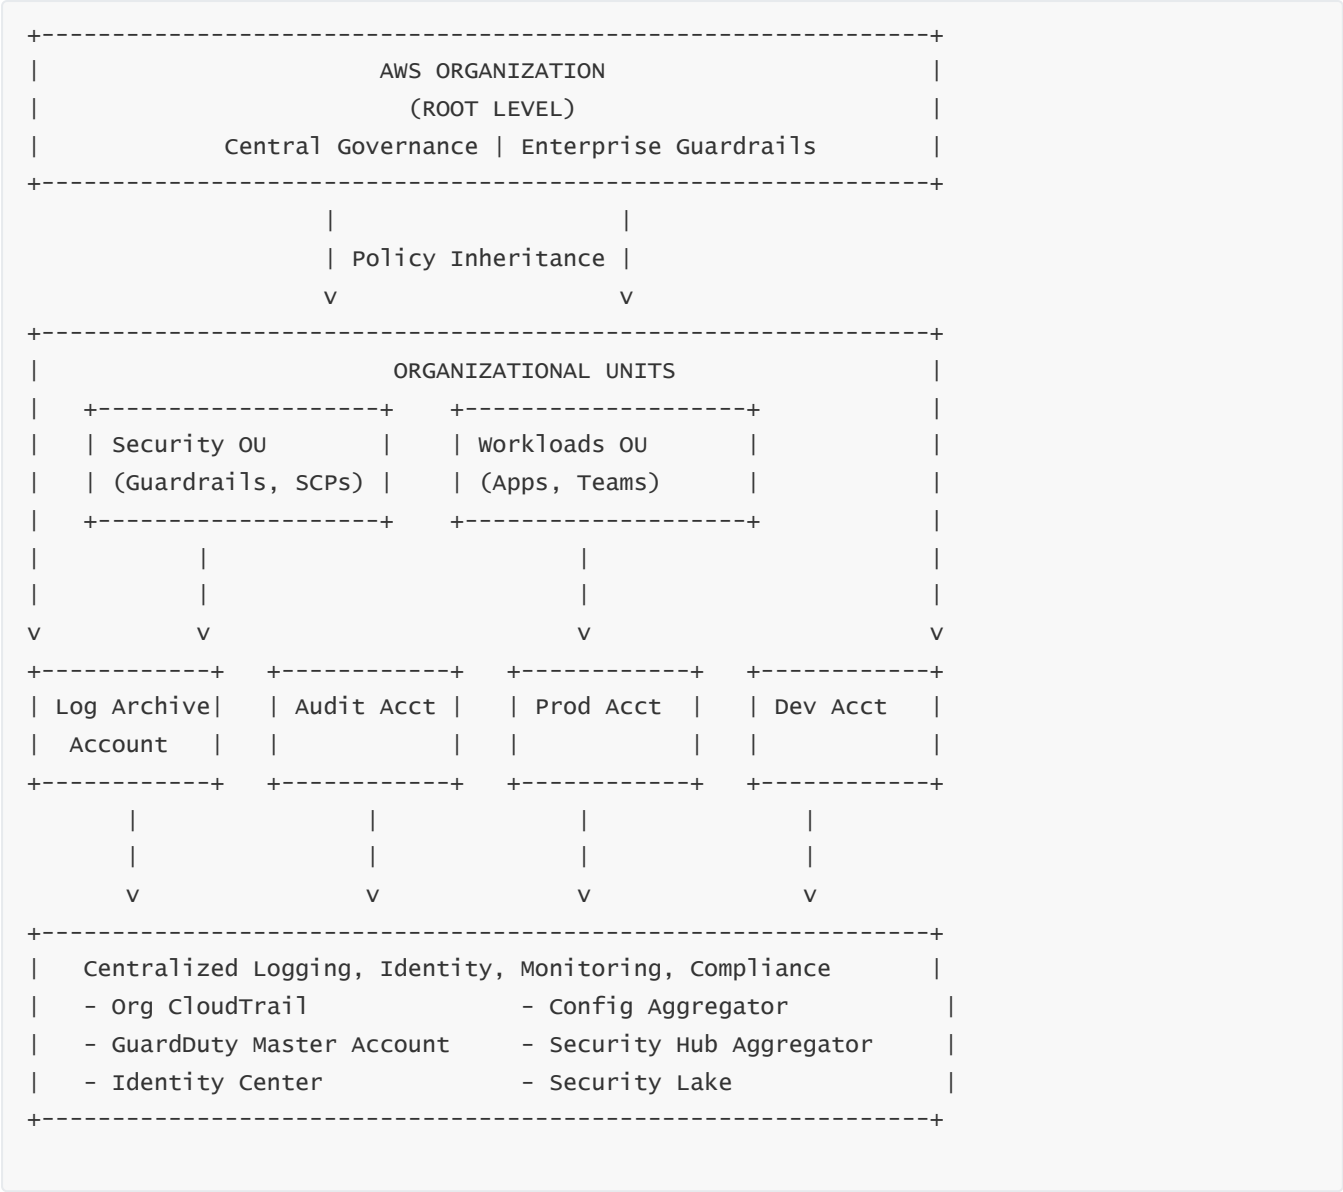 +---------------------------------------------------------------+
|                        AWS ORGANIZATION                       |
|                          (ROOT LEVEL)                         |
|             Central Governance | Enterprise Guardrails        |
+---------------------------------------------------------------+
                     |                    |
                     | Policy Inheritance |
                     v                    v
+---------------------------------------------------------------+
|                         ORGANIZATIONAL UNITS                  |
|   +--------------------+    +--------------------+            |
|   | Security OU        |    | Workloads OU       |            |
|   | (Guardrails, SCPs) |    | (Apps, Teams)      |            |
|   +--------------------+    +--------------------+            |
|           |                          |                        |
|           |                          |                        |
v           v                          v                        v
+------------+   +------------+   +------------+   +------------+
| Log Archive|   | Audit Acct |   | Prod Acct  |   | Dev Acct   |
|  Account   |   |            |   |            |   |            |
+------------+   +------------+   +------------+   +------------+
       |                |              |               |
       |                |              |               |
       v                v              v               v
+---------------------------------------------------------------+
|   Centralized Logging, Identity, Monitoring, Compliance       |
|   - Org CloudTrail               - Config Aggregator           |
|   - GuardDuty Master Account     - Security Hub Aggregator     |
|   - Identity Center              - Security Lake               |
+---------------------------------------------------------------+